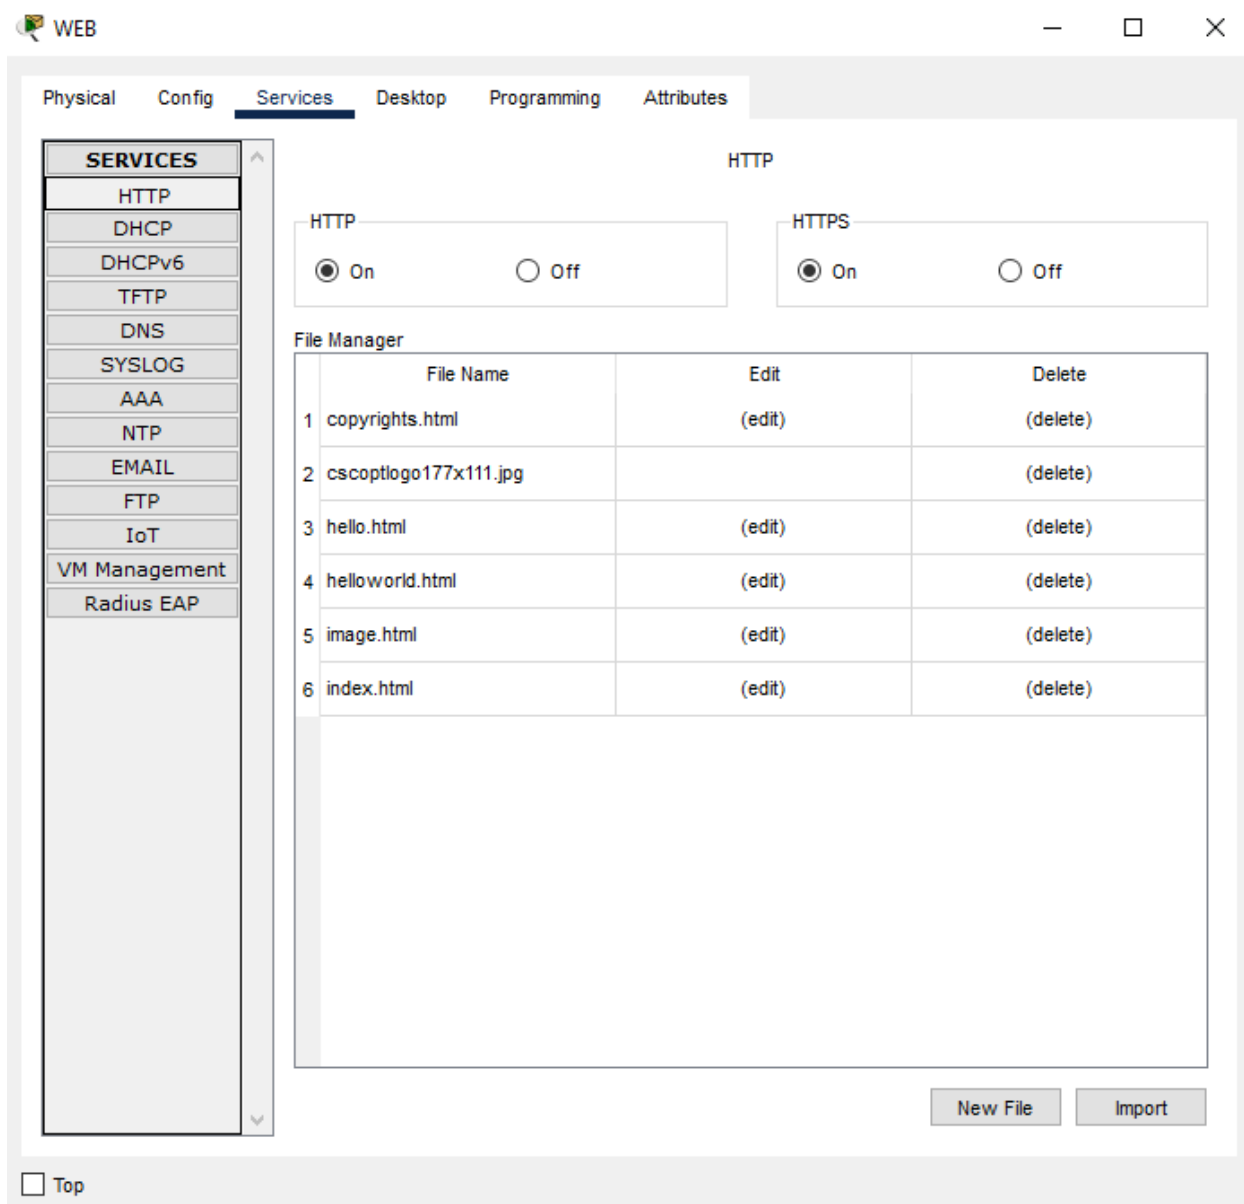 WEB
Physical Config Services Desktop Programming Attributes
SERVICES
HTTP
DHCP
DHCPv6
TFTP
DNS
SYSLOG
AAA
NTP
EMAIL
FTP
IoT
VM Management
Radius EAP
HTTP
HTTP
On Off
HTTPS
On Off
File Manager
File Name Edit Delete
1 copyrights.html (edit) (delete)
2 cscoptlogo177x111.jpg (delete)
3 hello.html (edit) (delete)
4 helloworld.html (edit) (delete)
5 image.html (edit) (delete)
6 index.html (edit) (delete)
New File Import
Top